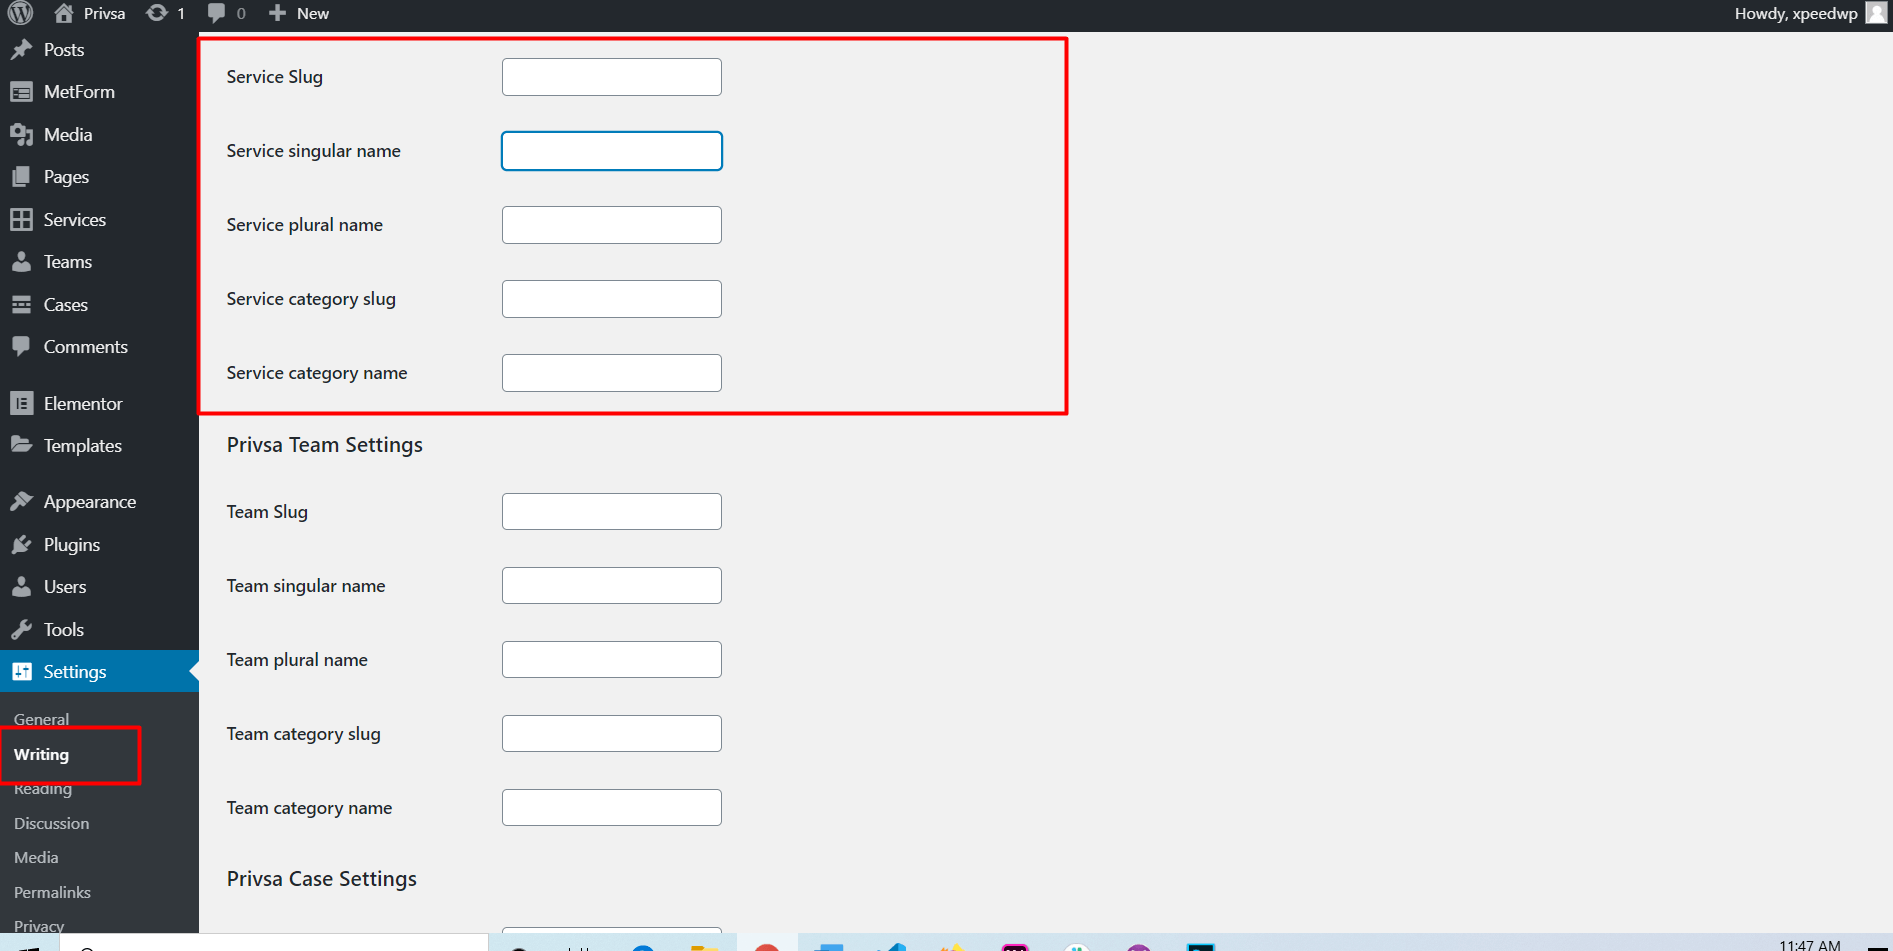 Privsa 1 0 New Howdy, xpeedwp
Posts
MetForm
Media
Pages
Services
Teams
Cases
Comments
Elementor
Templates
Appearance
Plugins
Users
Tools
Settings
General
Writing
Reading
Discussion
Media
Permalinks
Privacy
Service Slug
Service singular name
Service plural name
Service category slug
Service category name
Privsa Team Settings
Team Slug
Team singular name
Team plural name
Team category slug
Team category name
Privsa Case Settings
11:47 AM